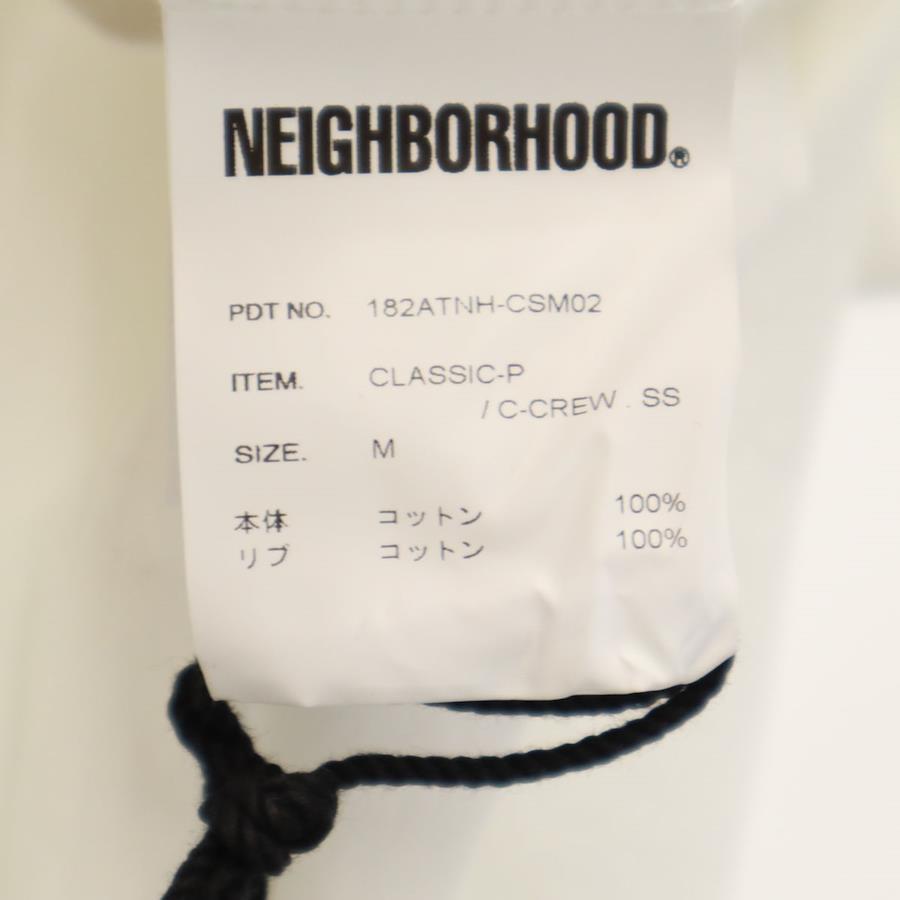 NEIGHBORHOOD®
PDT NO. 182ATNH-CSM02
ITEM. CLASSIC-P
/ C-CREW . SS
SIZE. M
本体 コットン 100%
リブ コットン 100%